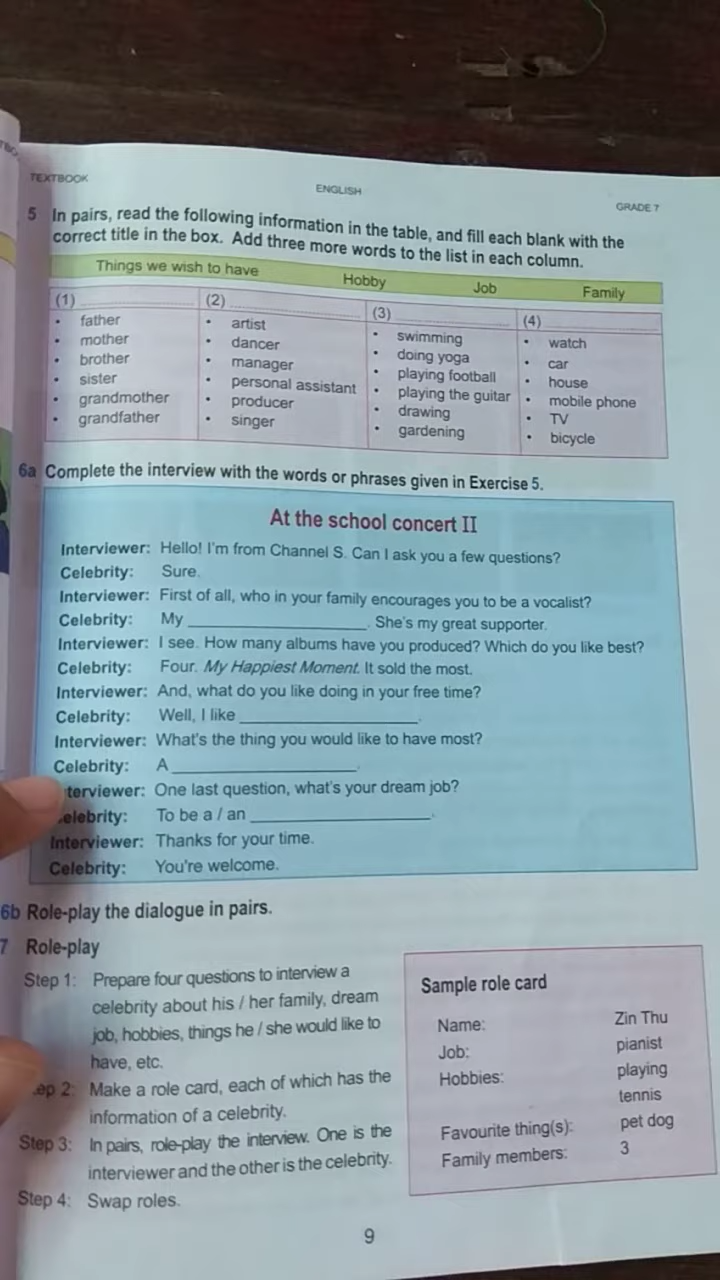 TEXTBOOK
ENGLISH
GRADE 7
5 In pairs, read the following information in the table, and fill each blank with the
correct title in the box. Add three more words to the list in each column.
Things we wish to have Hobby Job Family
(1) (2) (3) (4)
• father • artist • swimming • watch
• mother • dancer • doing yoga • car
• brother • manager • playing football • house
• sister • personal assistant • playing the guitar • mobile phone
• grandmother • producer • drawing • TV
• grandfather • singer • gardening • bicycle
6a Complete the interview with the words or phrases given in Exercise 5.
At the school concert II
Interviewer: Hello! I'm from Channel S. Can I ask you a few questions?
Celebrity: Sure.
Interviewer: First of all, who in your family encourages you to be a vocalist?
Celebrity: My ____________________. She's my great supporter.
Interviewer: I see. How many albums have you produced? Which do you like best?
Celebrity: Four. My Happiest Moment. It sold the most.
Interviewer: And, what do you like doing in your free time?
Celebrity: Well, I like ____________________.
Interviewer: What's the thing you would like to have most?
Celebrity: A ____________________.
terviewer: One last question, what's your dream job?
elebrity: To be a / an ____________________.
Interviewer: Thanks for your time.
Celebrity: You're welcome.
6b Role-play the dialogue in pairs.
7 Role-play
Step 1: Prepare four questions to interview a
celebrity about his / her family, dream
job, hobbies, things he / she would like to
have, etc.
ep 2: Make a role card, each of which has the
information of a celebrity.
Step 3: In pairs, role-play the interview. One is the
interviewer and the other is the celebrity.
Step 4: Swap roles.
Sample role card
Name: Zin Thu
Job: pianist
Hobbies: playing
tennis
Favourite thing(s): pet dog
Family members: 3
9